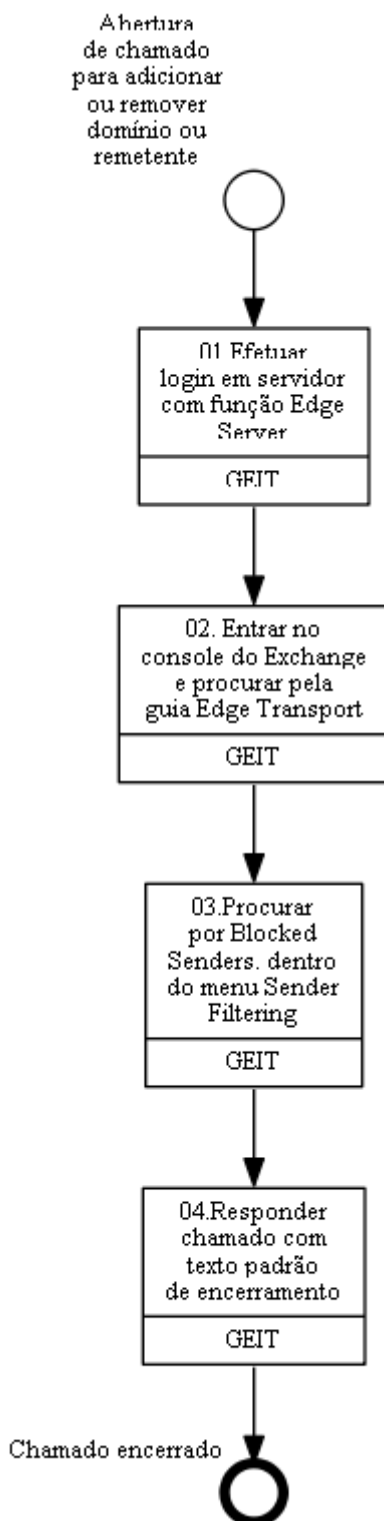 Abertura
de chamado
para adicionar
ou remover
domínio ou
remetente
01.Efetuar
login em servidor
com função Edge
Server
GEIT
02. Entrar no
console do Exchange
e procurar pela
guia Edge Transport
GEIT
03.Procurar
por Blocked
Senders. dentro
do menu Sender
Filtering
GEIT
04.Responder
chamado com
texto padrão
de encerramento
GEIT
Chamado encerrado